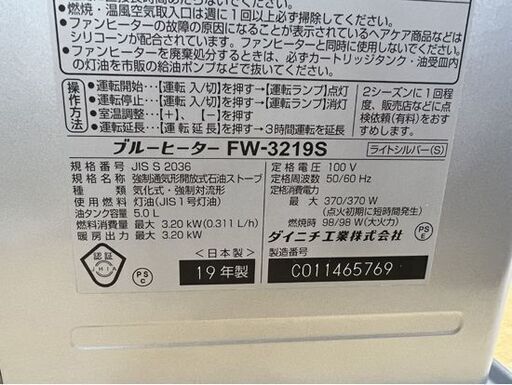 ●燃焼・温風空気取入口は週に1回以上必ず掃除してください。
●ファンヒーターの故障の原因になることが表示されているヘアケア商品などは
シリコーンが配合されています。ファンヒーターと同時に使用しないでください。
●ファンヒーターを廃棄処分するときは、必ずカートリッジタンク・油受皿内
の灯油を市販の給油ポンプなどで抜いてください。
操作方法
●運転開始…【運転 入/切】を押す→【運転ランプ】点灯
●運転停止…【運転 入/切】を押す→【運転ランプ】消灯
●室温調整…【＋】、【－】を押す
●運転延長…【運転延長】を押す→3時間運転を延長
2シーズンに1回程
度、販売店などに点
検依頼(有料)をおす
すめします。
ブルーヒーター FW-3219S
ライトシルバー(S)
規格番号 JIS S 2036
規格名称 強制通気形開放式石油ストーブ
種類 気化式・強制対流形
使用燃料 灯油(JIS1号灯油)
油タンク容量 5.0 L
燃料消費量 最大 3.20 kW(0.311 L/h)
暖房出力 最大 3.20 kW
定格電圧 100 V
定格周波数 50/60 Hz
定格消費電力
最大 370/370 W
(点火初期に短時間発生)
燃焼時 98/98 W(大火力)
ダイニチ工業株式会社
PS
E
認証
JHIA
PS
C
<日本製>
19年製
製造番号
C011465769